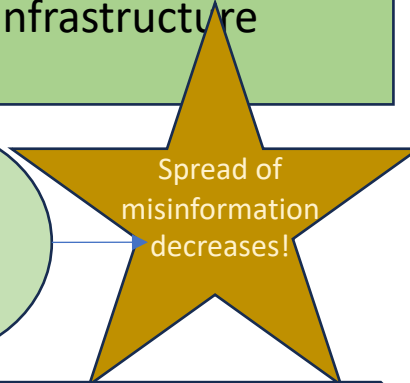 nfrastructure
Spread of
misinformation
decreases!